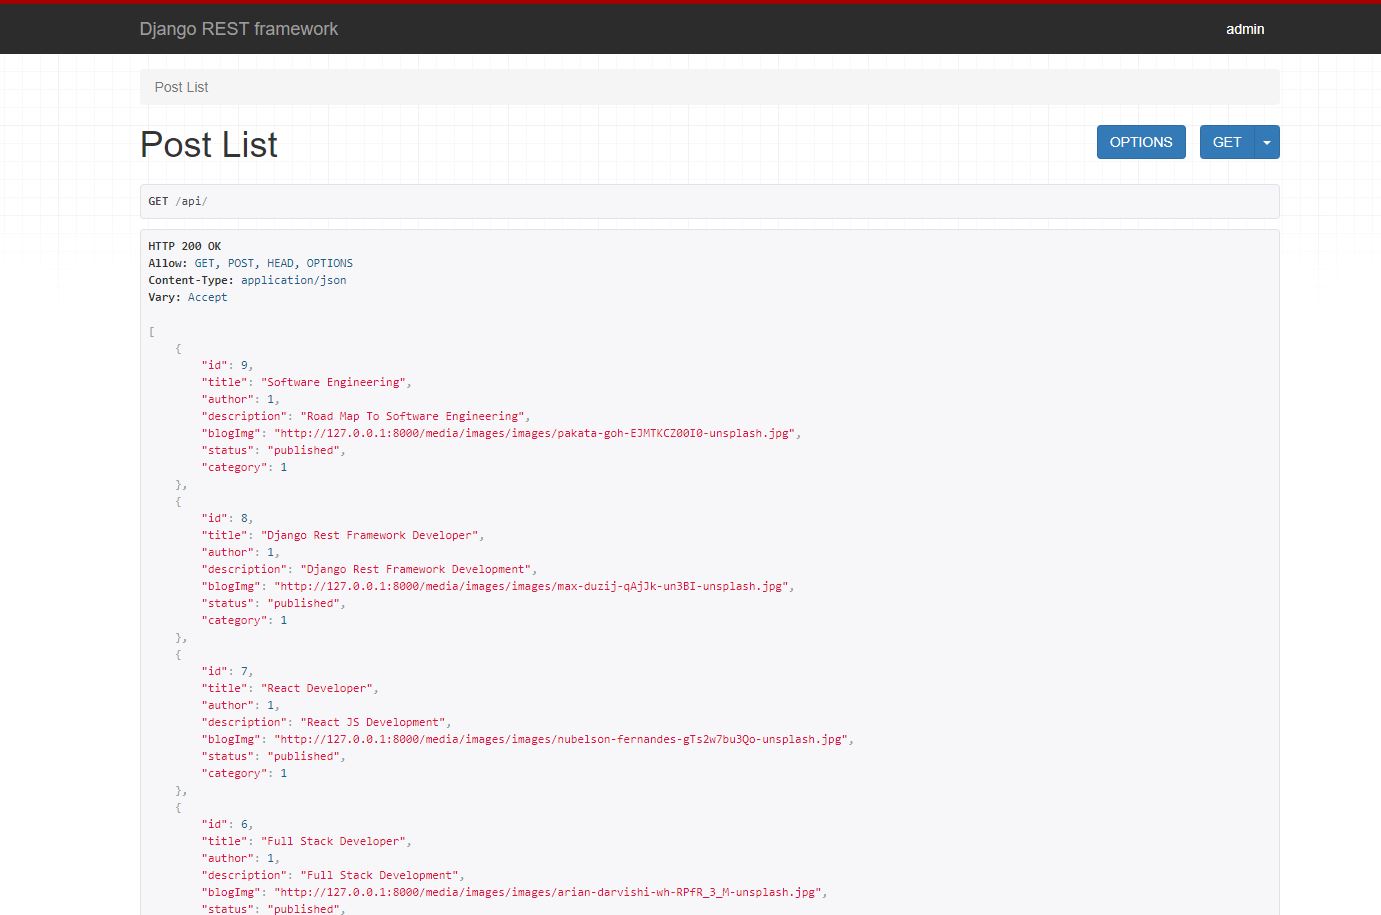 Django REST framework
admin
Post List
Post List
OPTIONS
GET
GET /api/
HTTP 200 OK
Allow: GET, POST, HEAD, OPTIONS
Content-Type: application/json
Vary: Accept
[
{
"id": 9,
"title": "Software Engineering",
"author": 1,
"description": "Road Map To Software Engineering",
"blogImg": "http://127.0.0.1:8000/media/images/images/pakata-goh-EJMTKCZ00I0-unsplash.jpg",
"status": "published",
"category": 1
},
{
"id": 8,
"title": "Django Rest Framework Developer",
"author": 1,
"description": "Django Rest Framework Development",
"blogImg": "http://127.0.0.1:8000/media/images/images/max-duzij-qAjJk-un3BI-unsplash.jpg",
"status": "published",
"category": 1
},
{
"id": 7,
"title": "React Developer",
"author": 1,
"description": "React JS Development",
"blogImg": "http://127.0.0.1:8000/media/images/images/nubelson-fernandes-gTs2w7bu3Qo-unsplash.jpg",
"status": "published",
"category": 1
},
{
"id": 6,
"title": "Full Stack Developer",
"author": 1,
"description": "Full Stack Development",
"blogImg": "http://127.0.0.1:8000/media/images/images/arian-darvishi-wh-RPfR_3_M-unsplash.jpg",
"status": "published",